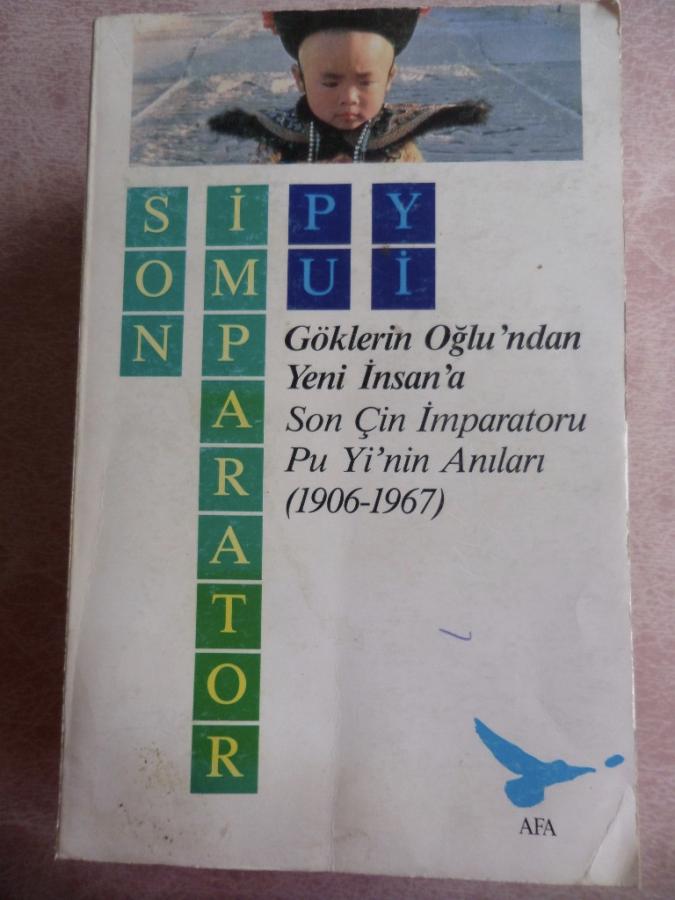 SON
İMPARATOR
PU
Yİ
Göklerin Oğlu'ndan
Yeni İnsan'a
Son Çin İmparatoru
Pu Yi'nin Anıları
(1906-1967)
AFA